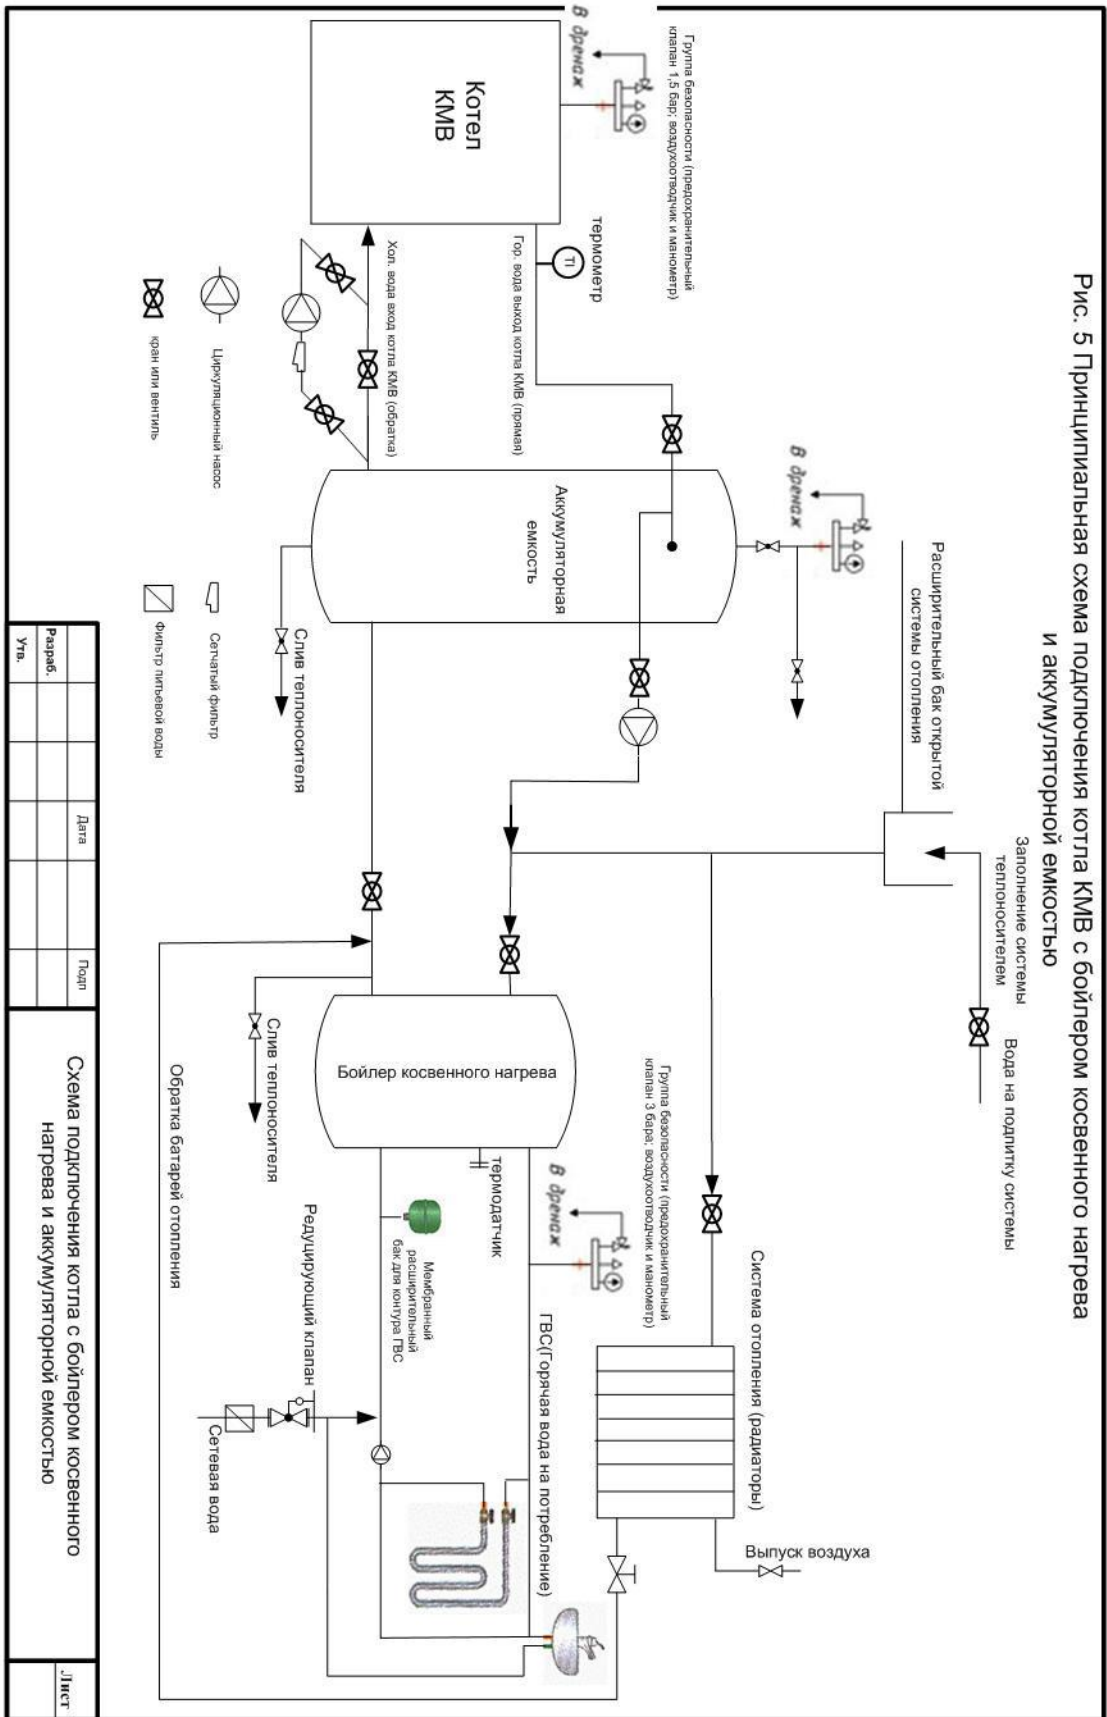 Рис. 5 Принципиальная схема подключения котла КМВ с бойлером косвенного нагрева
и аккумуляторной емкостью
Группа безопасности (предохранительный
клапан 1,5 бар; воздухоотводчик и манометр)
В дренаж
Котел
КМВ
термометр
TI
Гор. вода выход котла КМВ (прямая)
Хол. вода вход котла КМВ (обратка)
В дренаж
Аккумуляторная
емкость
Слив теплоносителя
Расширительный бак открытой
системы отопления
Заполнение системы
теплоносителем
Вода на подпитку системы
Бойлер косвенного нагрева
Слив теплоносителя
термодатчик
Группа безопасности (предохранительный
клапан 3 бара; воздухоотводчик и манометр)
В дренаж
Мембранный
расширительный
бак для контура ГВС
Редуцирующий клапан
Обратка батарей отопления
ГВС(Горячая вода на потребление)
Система отопления (радиаторы)
Выпуск воздуха
Сетевая вода
Циркуляционный насос
кран или вентиль
Сетчатый фильтр
Фильтр питьевой воды
Дата
Подп
Разраб.
Утв.
Схема подключения котла с бойлером косвенного
нагрева и аккумуляторной емкостью
Лист